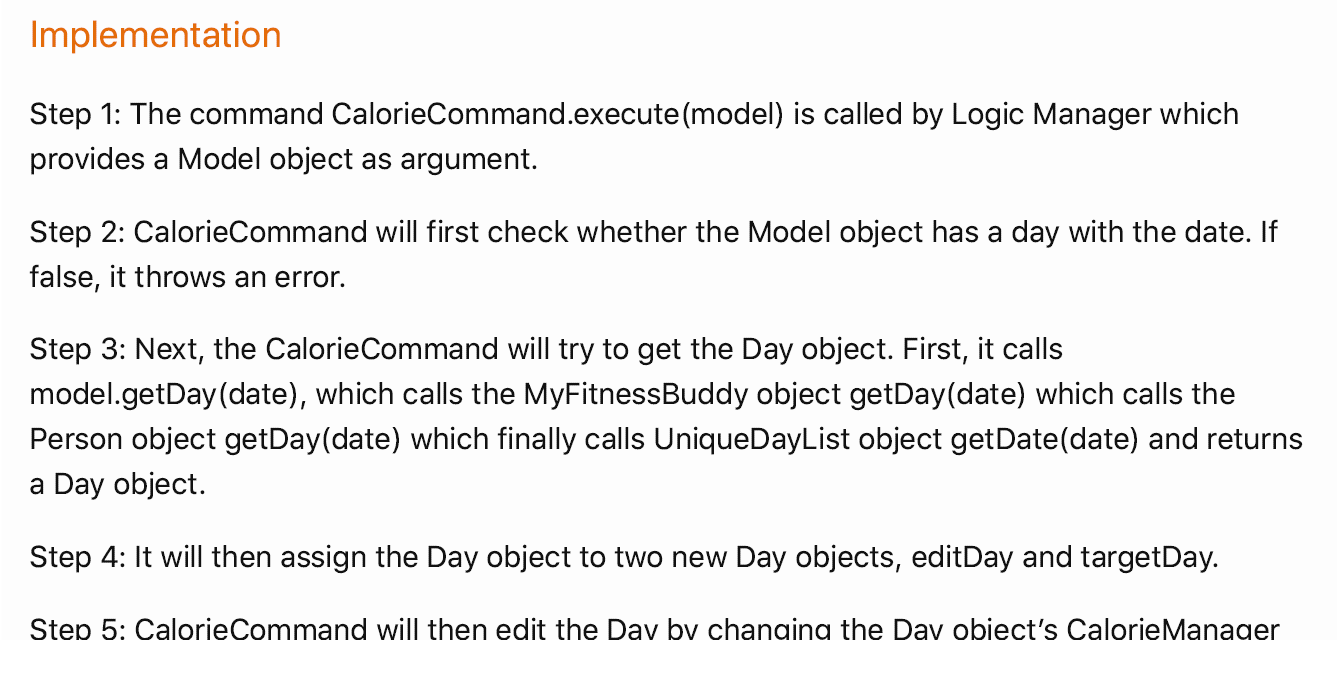 Implementation
Step 1: The command CalorieCommand.execute(model) is called by Logic Manager which
provides a Model object as argument.
Step 2: CalorieCommand will first check whether the Model object has a day with the date. If
false, it throws an error.
Step 3: Next, the CalorieCommand will try to get the Day object. First, it calls
model.getDay(date), which calls the MyFitnessBuddy object getDay(date) which calls the
Person object getDay(date) which finally calls UniqueDayList object getDate(date) and returns
a Day object.
Step 4: It will then assign the Day object to two new Day objects, editDay and targetDay.
Step 5: CalorieCommand will then edit the Day by changing the Day object's CalorieManager